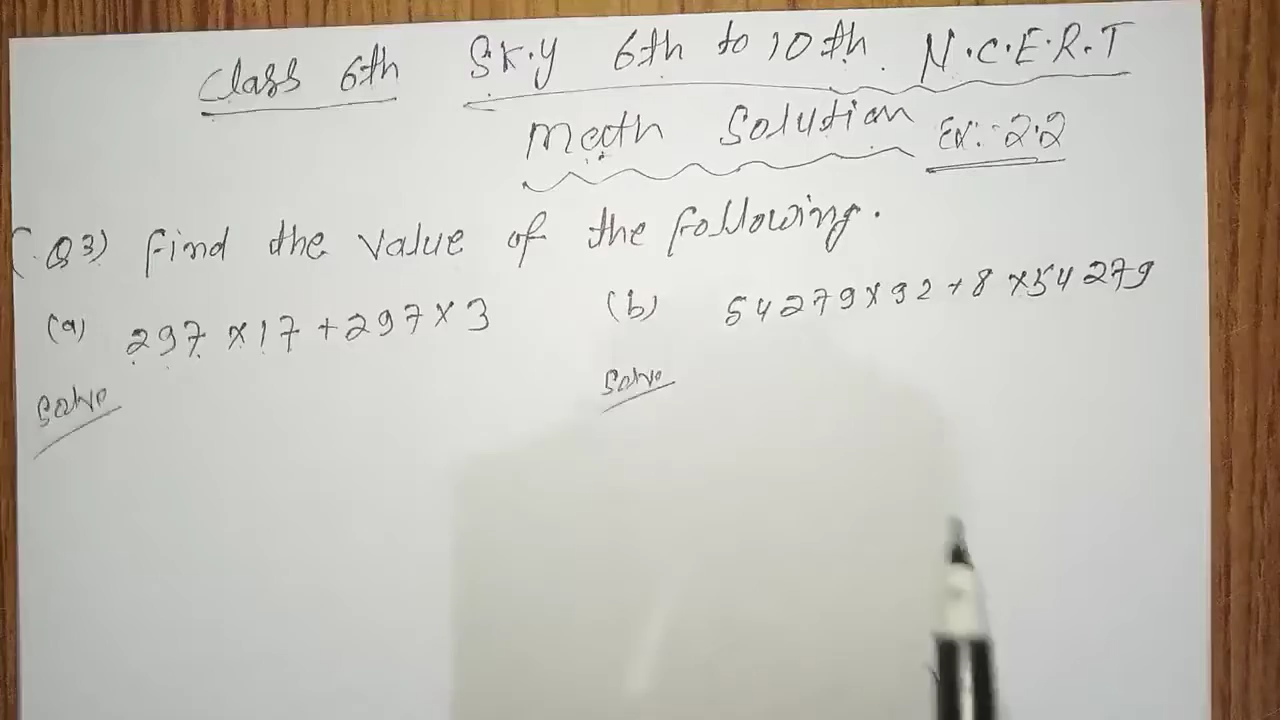 Class 6th S.K.Y 6th to 10th N.C.E.R.T
Math Solution Ex:-2.2
(Q3) Find the value of the following.
(a) 297 x 17 + 297 x 3 (b) 54279 x 92 + 8 x 54279
Solve Solve